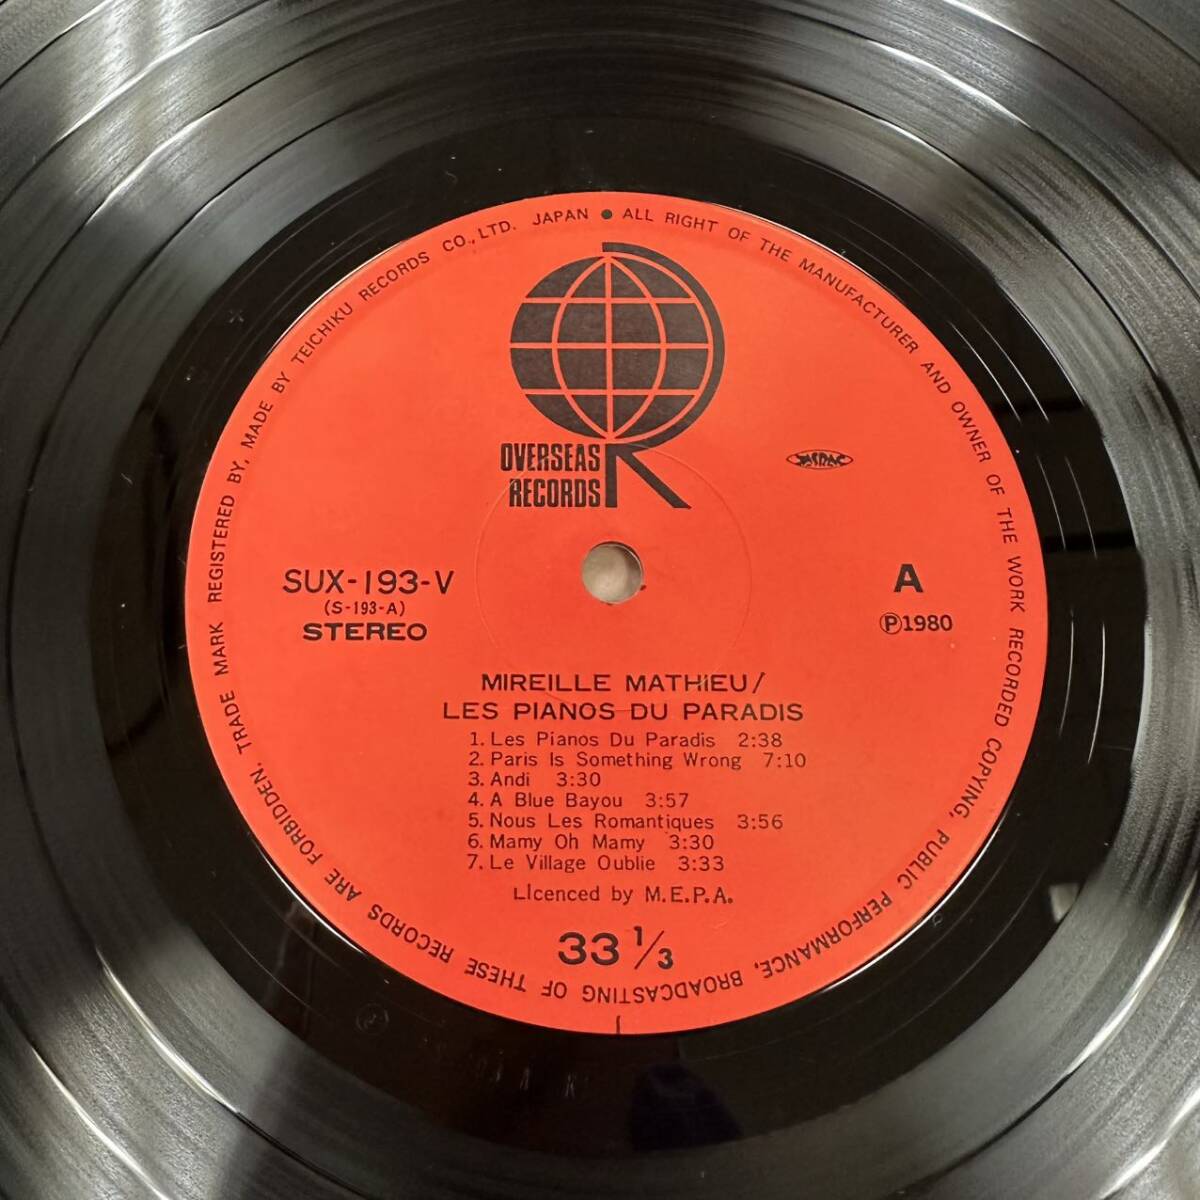 TRADE MARK REGISTERED BY, MADE BY TEICHIKU RECORDS CO., LTD. JAPAN • ALL RIGHT OF THE MANUFACTURER AND OWNER OF THE WORK RECORDED COPYING, PUBLIC PERFORMANCE, BROADCASTING OF THESE RECORDS ARE FORBIDDEN.
R
OVERSEAS
RECORDS
JASRAC
SUX-193-V
(S-193-A)
STEREO
A
Ⓟ1980
MIREILLE MATHIEU/
LES PIANOS DU PARADIS
1. Les Pianos Du Paradis 2:38
2. Paris Is Something Wrong 7:10
3. Andi 3:30
4. A Blue Bayou 3:57
5. Nous Les Romantiques 3:56
6. Mamy Oh Mamy 3:30
7. Le Village Oublie 3:33
Licenced by M.E.P.A.
33 1/3